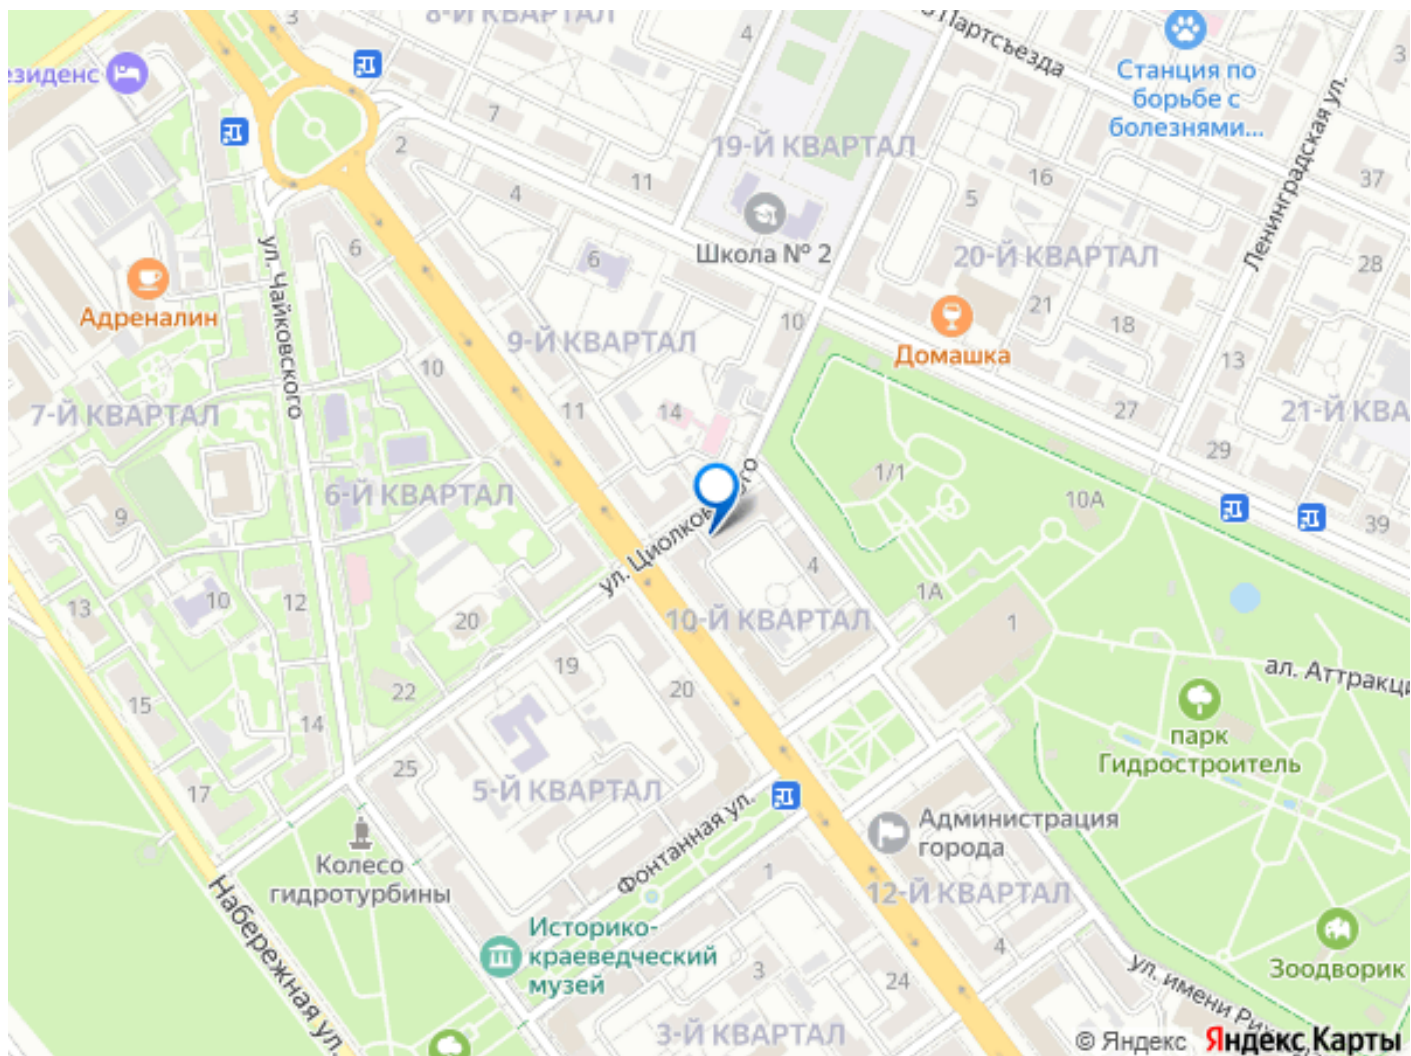 3
8-Й КВАРТАЛ
4
Партсъезда
3
езиденс
Станция по
борьбе с
болезнями...
7
2
19-Й КВАРТАЛ
Ленинградская ул.
11
4
16
37
5
ул. Чайковского
6
6
Школа № 2
20-Й КВАРТАЛ
28
Адреналин
21
10
18
9-Й КВАРТАЛ
Домашка
13
10
7-Й КВАРТАЛ
11
14
27
21-Й КВА
29
1/1
6-Й КВАРТАЛ
10А
9
39
ул. Циолко
ого
4
13
10
12
1А
20
10-Й КВАРТАЛ
1
19
ал. Аттракци
22
20
15
14
парк
Гидростроитель
25
5-Й КВАРТАЛ
17
Фонтанная ул.
Администрация
города
Колесо
гидротурбины
1
12-Й КВАРТАЛ
Набережная ул.
Историко-
краеведческий
музей
4
3
24
Зоодворик
ул. имени
3-Й КВАРТАЛ
© Яндекс Яндекс Карты